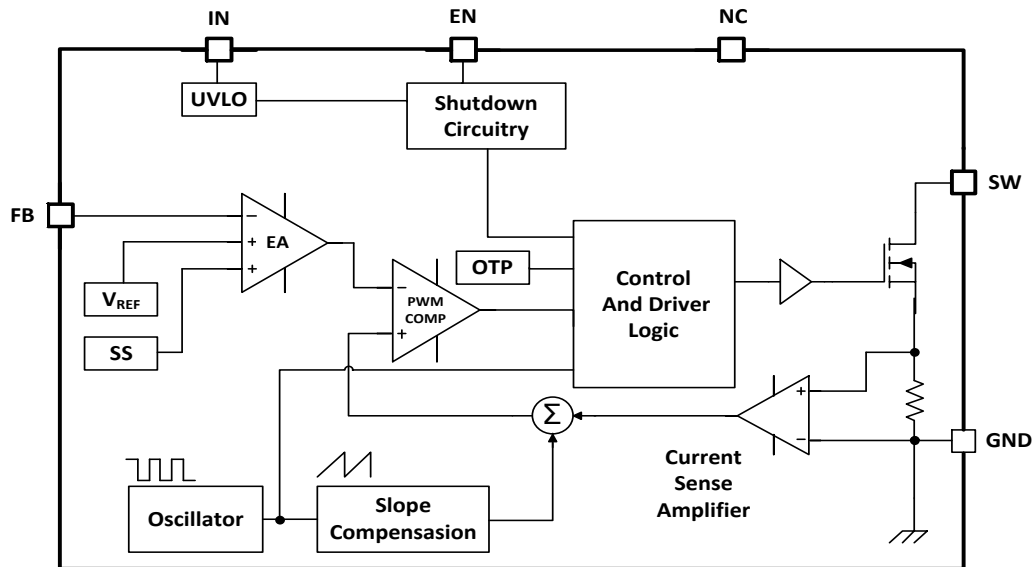 IN
EN
NC
UVLO
Shutdown
Circuitry
SW
FB
−
+
EA
+
VREF
SS
OTP
−
PWM
COMP
+
Control
And Driver
Logic
Σ
+
−
GND
Current
Sense
Amplifier
Oscillator
Slope
Compensasion